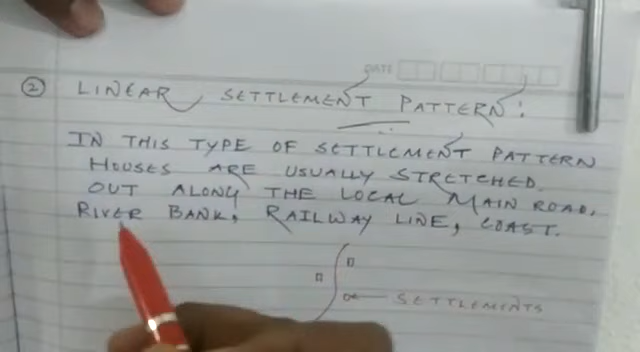 DATE
② LINEAR SETTLEMENT PATTERN:
IN THIS TYPE OF SETTLEMENT PATTERN
HOUSES ARE USUALLY STRETCHED
OUT ALONG THE LOCAL MAIN ROAD,
RIVER BANK, RAILWAY LINE, COAST.
SETTLEMENTS